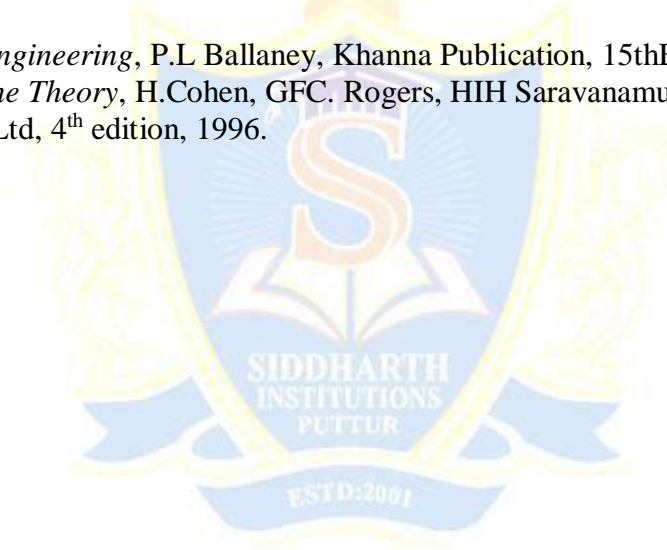 ngineering, P.L Ballaney, Khanna Publication, 15thE
ne Theory, H.Cohen, GFC. Rogers, HIH Saravanamu
Ltd, 4th edition, 1996.
S
SIDDHARTH
INSTITUTIONS
PUTTUR
ESTD:2001